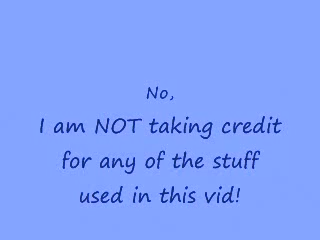 No,
I am NOT taking credit
for any of the stuff
used in this vid!